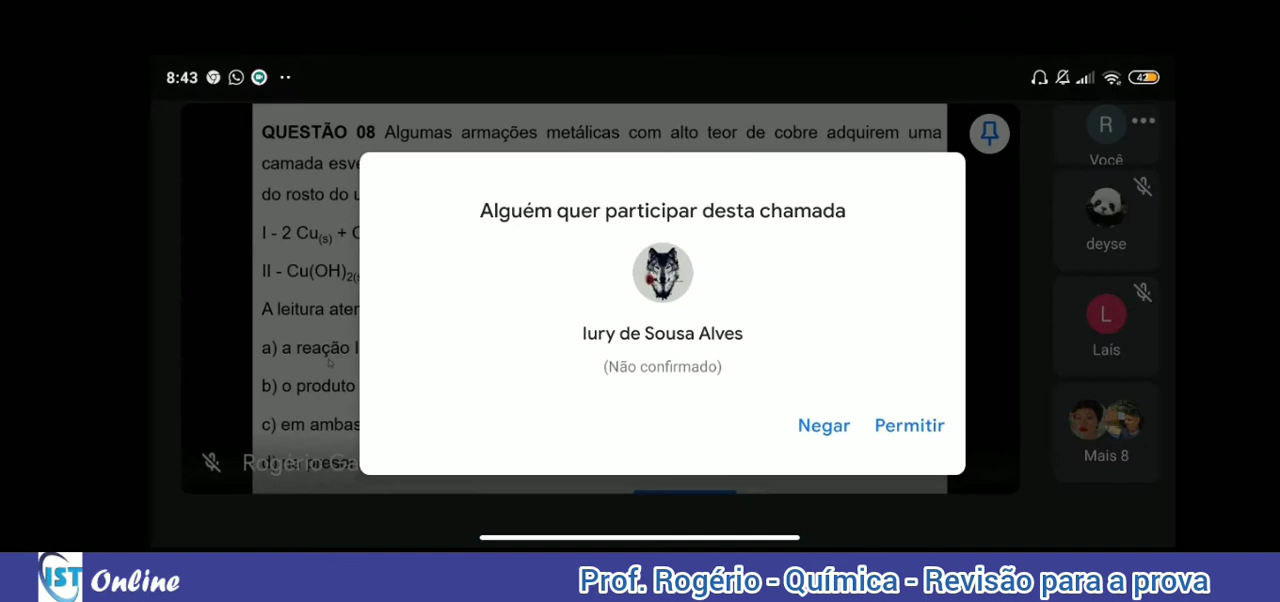 8:43
42
QUESTÃO 08 Algumas armações metálicas com alto teor de cobre adquirem uma
camada
do rosto do
I - 2 Cu(s) +
II - Cu(OH)2(s
A leitura
a) a reação I
b) o produto
c) em ambas
d)
Rogério
Alguém quer participar desta chamada
Iury de Sousa Alves
(Não confirmado)
Negar Permitir
R
Você
deyse
L
Laís
Mais 8
IST Online
Prof. Rogério - Química - Revisão para a prova